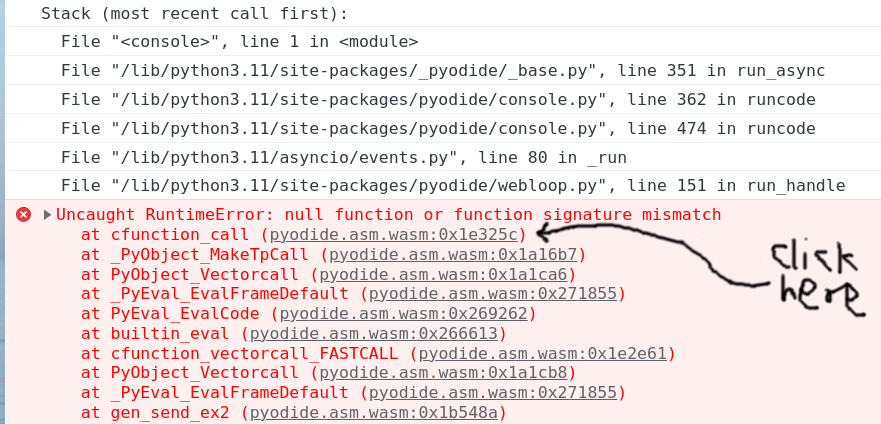 Stack (most recent call first):
File "<console>", line 1 in <module>
File "/lib/python3.11/site-packages/_pyodide/_base.py", line 351 in run_async
File "/lib/python3.11/site-packages/pyodide/console.py", line 362 in runcode
File "/lib/python3.11/site-packages/pyodide/console.py", line 474 in runcode
File "/lib/python3.11/asyncio/events.py", line 80 in _run
File "/lib/python3.11/site-packages/pyodide/webloop.py", line 151 in run_handle
Uncaught RuntimeError: null function or function signature mismatch
at cfunction_call (pyodide.asm.wasm:0x1e325c)
at _PyObject_MakeTpCall (pyodide.asm.wasm:0x1a16b7)
at PyObject_Vectorcall (pyodide.asm.wasm:0x1a1ca6)
at _PyEval_EvalFrameDefault (pyodide.asm.wasm:0x271855)
at PyEval_EvalCode (pyodide.asm.wasm:0x269262)
at builtin_eval (pyodide.asm.wasm:0x266613)
at cfunction_vectorcall_FASTCALL (pyodide.asm.wasm:0x1e2e61)
at PyObject_Vectorcall (pyodide.asm.wasm:0x1a1cb8)
at _PyEval_EvalFrameDefault (pyodide.asm.wasm:0x271855)
at gen_send_ex2 (pyodide.asm.wasm:0x1b548a)
click
here